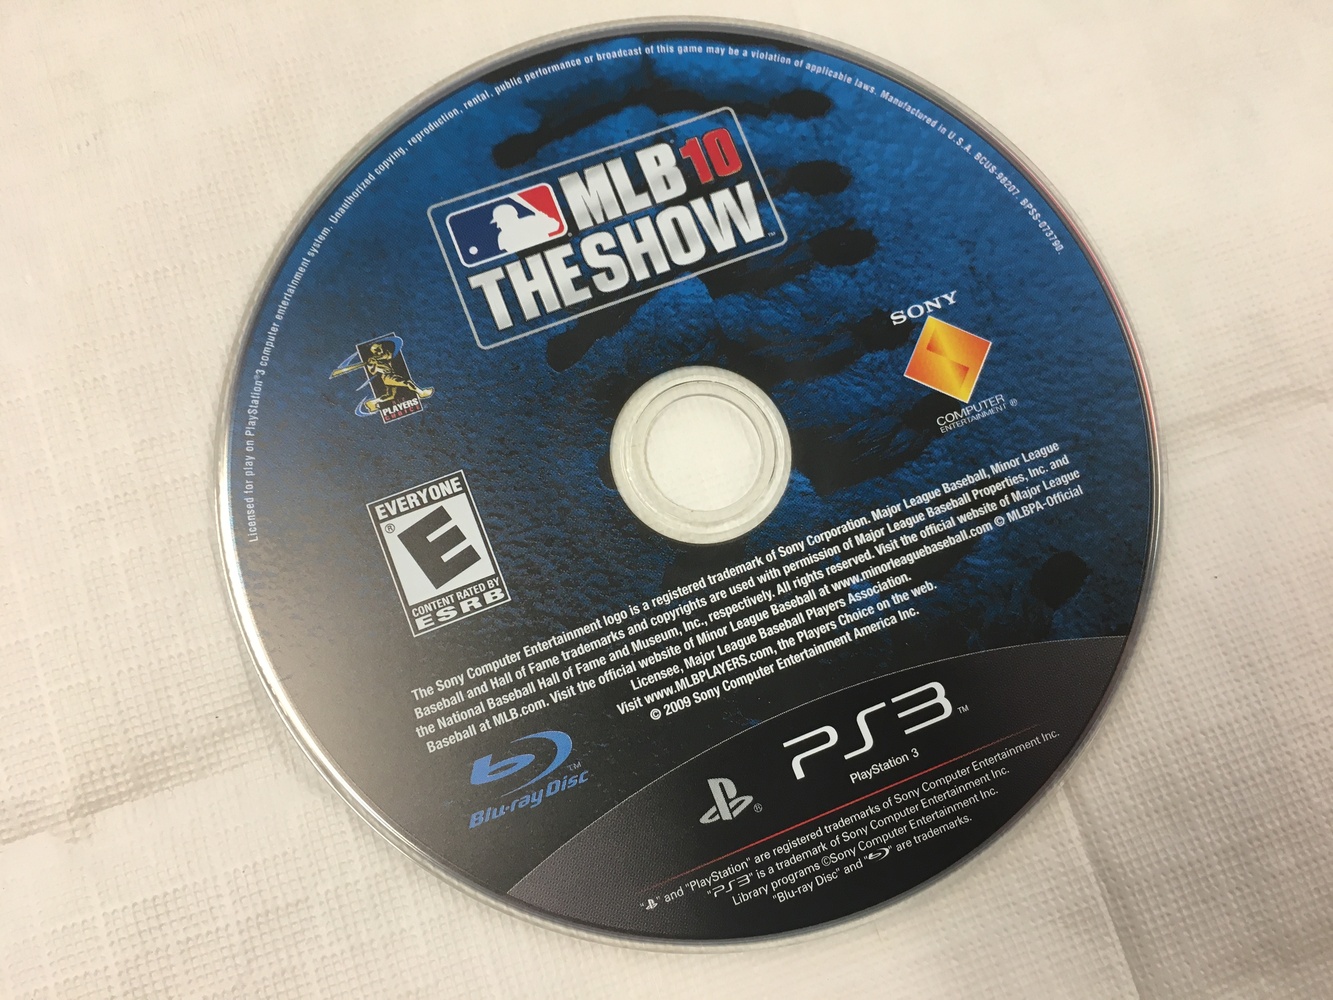 Licensed for play on PlayStation®3 computer entertainment system. Unauthorized copying, reproduction, rental, public performance or broadcast of this game may be a violation of applicable laws. Manufactured in U.S.A. BCUS-98207. BPSS-073790.
MLB 10
THE SHOW™
SONY
COMPUTER
ENTERTAINMENT®
PLAYERS
CHOICE
EVERYONE
E®
CONTENT RATED BY
ESRB
The Sony Computer Entertainment logo is a registered trademark of Sony Corporation. Major League Baseball, Minor League
Baseball and Hall of Fame trademarks and copyrights are used with permission of Major League Baseball Properties, Inc. and
the National Baseball Hall of Fame and Museum, Inc., respectively. All rights reserved. Visit the official website of Major League
Baseball at MLB.com. Visit the official website of Minor League Baseball at www.minorleaguebaseball.com © MLBPA-Official
Licensee, Major League Baseball Players Association.
Visit www.MLBPLAYERS.com, the Players Choice on the web.
© 2009 Sony Computer Entertainment America Inc.
Blu-ray Disc™
PS3™
PlayStation 3
®
" " and "PlayStation" are registered trademarks of Sony Computer Entertainment Inc.
"PS3" is a trademark of Sony Computer Entertainment Inc.
Library programs ©Sony Computer Entertainment Inc.
"Blu-ray Disc" and " " are trademarks.